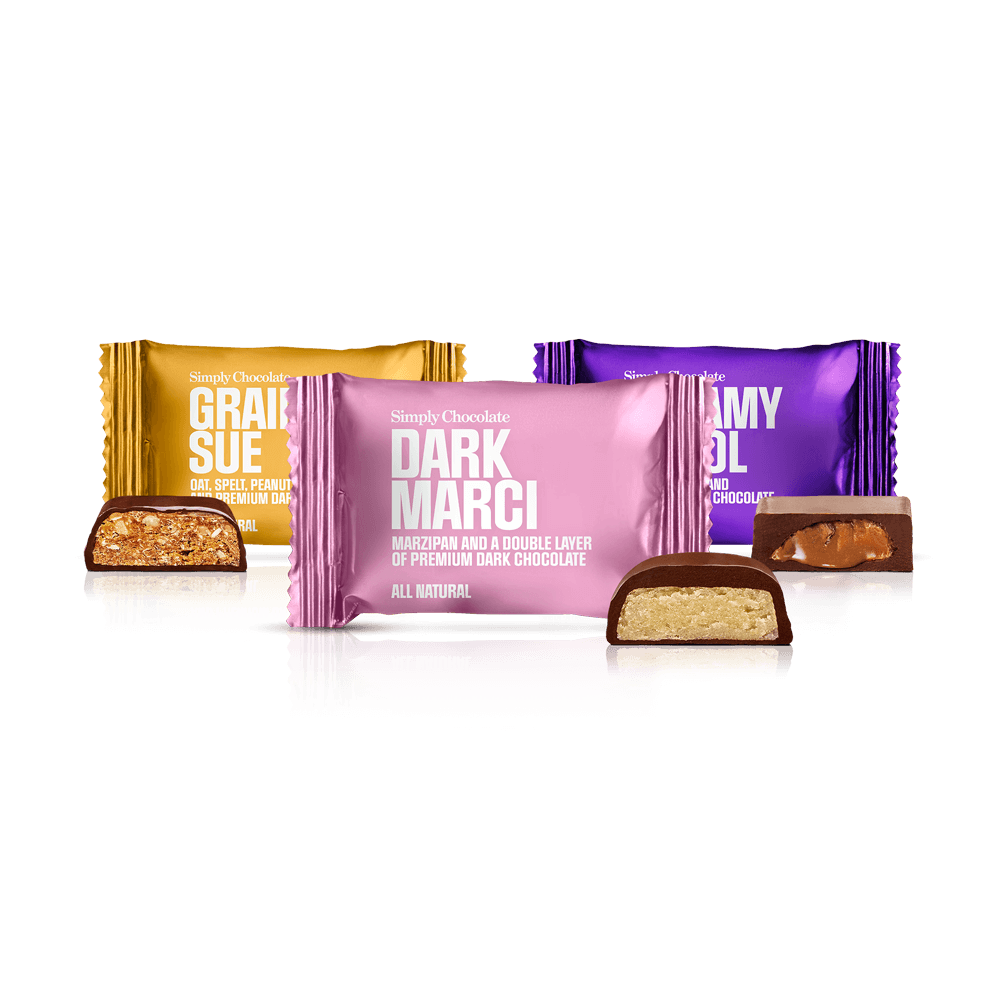 Simply Chocolate
GRAI
SUE
OAT, SPELT, PEANUT
AND PREMIUM DAR
RAL
Simply Chocolate
DARK
MARCI
MARZIPAN AND A DOUBLE LAYER
OF PREMIUM DARK CHOCOLATE
ALL NATURAL
Simply Chocolate
AMY
OL
AND
CHOCOLATE